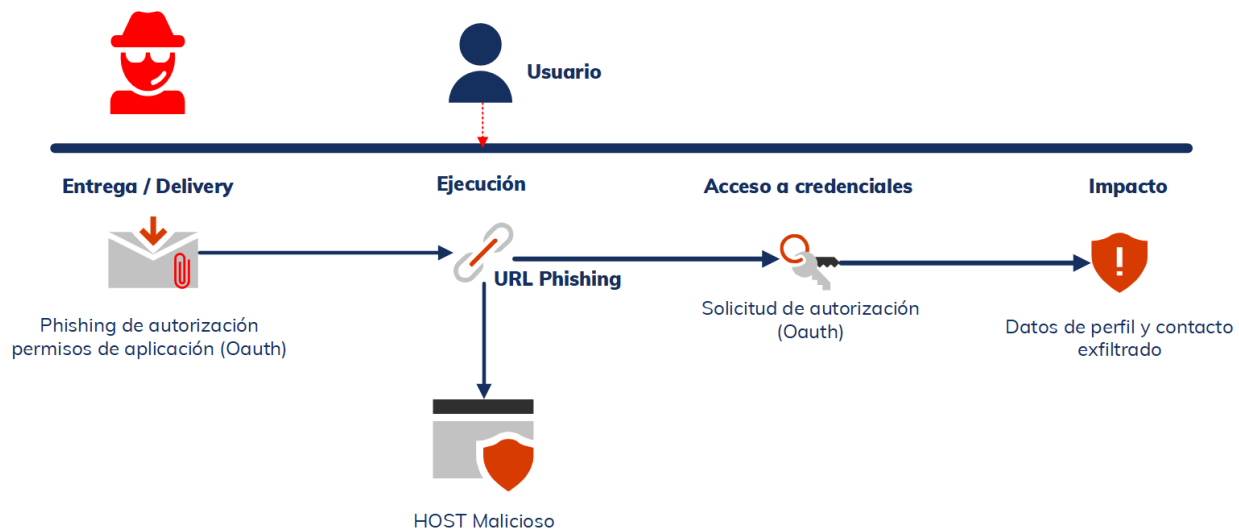 Usuario
Entrega / Delivery
Ejecución
Acceso a credenciales
Impacto
URL Phishing
Phishing de autorización
permisos de aplicación (Oauth)
Solicitud de autorización
(Oauth)
Datos de perfil y contacto
exfiltrado
HOST Malicioso